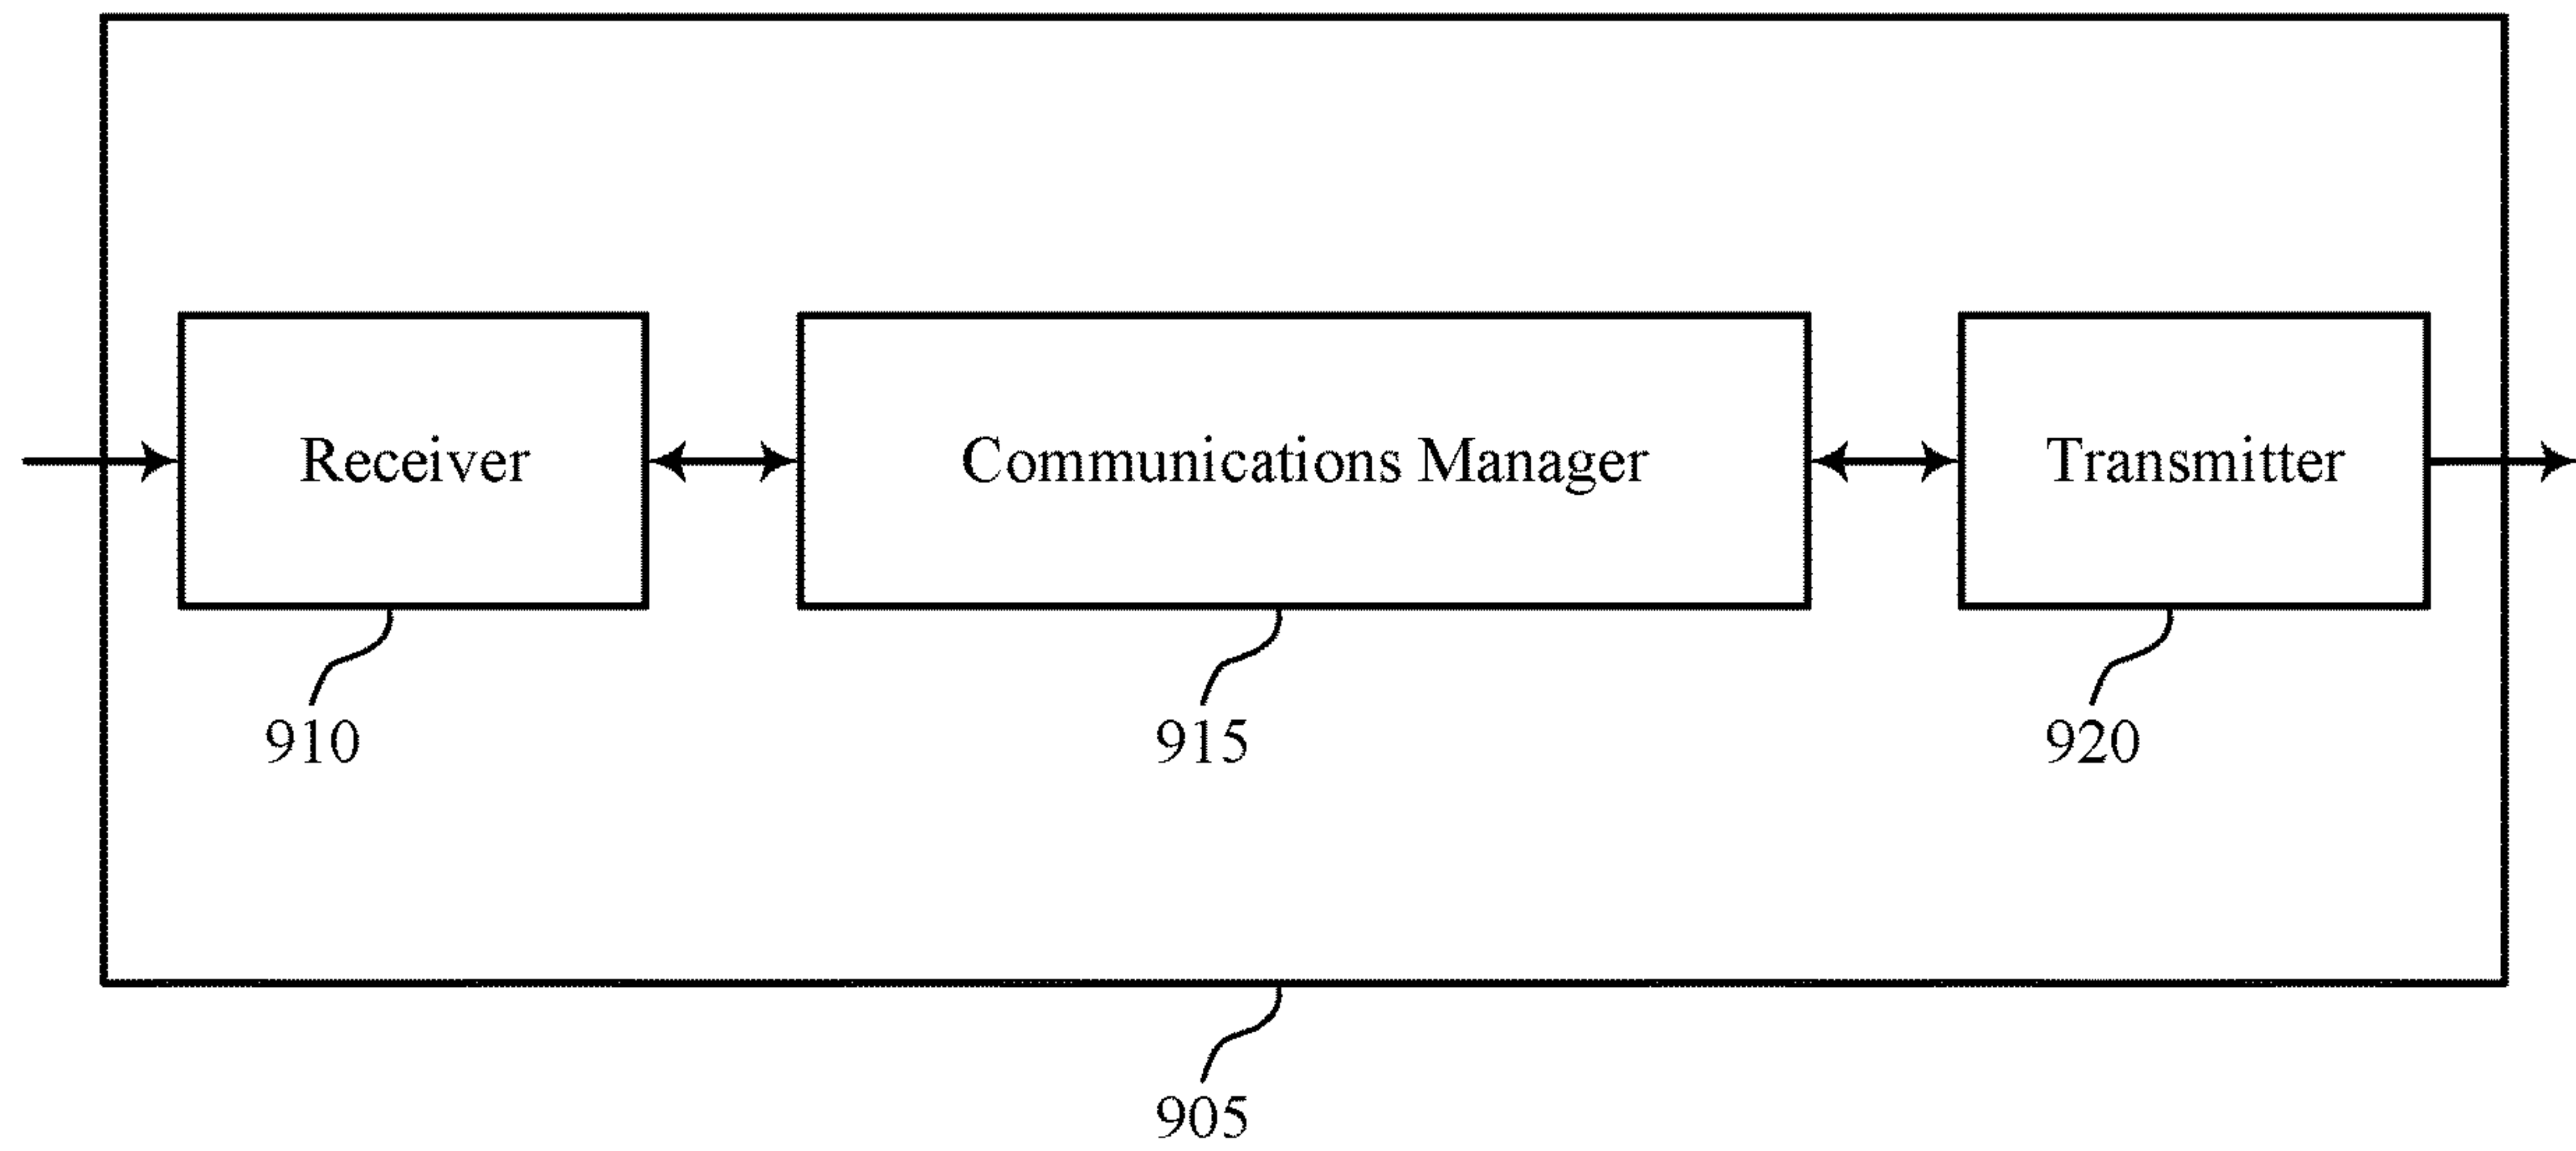 Receiver
Communications Manager
Transmitter
910
915
920
905